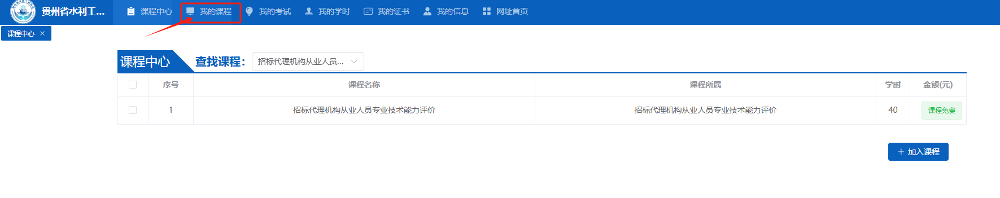 贵州省水利工... 课程中心 我的课程 我的考试 我的学时 我的证书 我的信息 网址首页
课程中心 ×
课程中心 查找课程： 招标代理机构从业人员...
序号 课程名称 课程所属 学时 金额(元)
1 招标代理机构从业人员专业技术能力评价 招标代理机构从业人员专业技术能力评价 40 课程免费
+ 加入课程